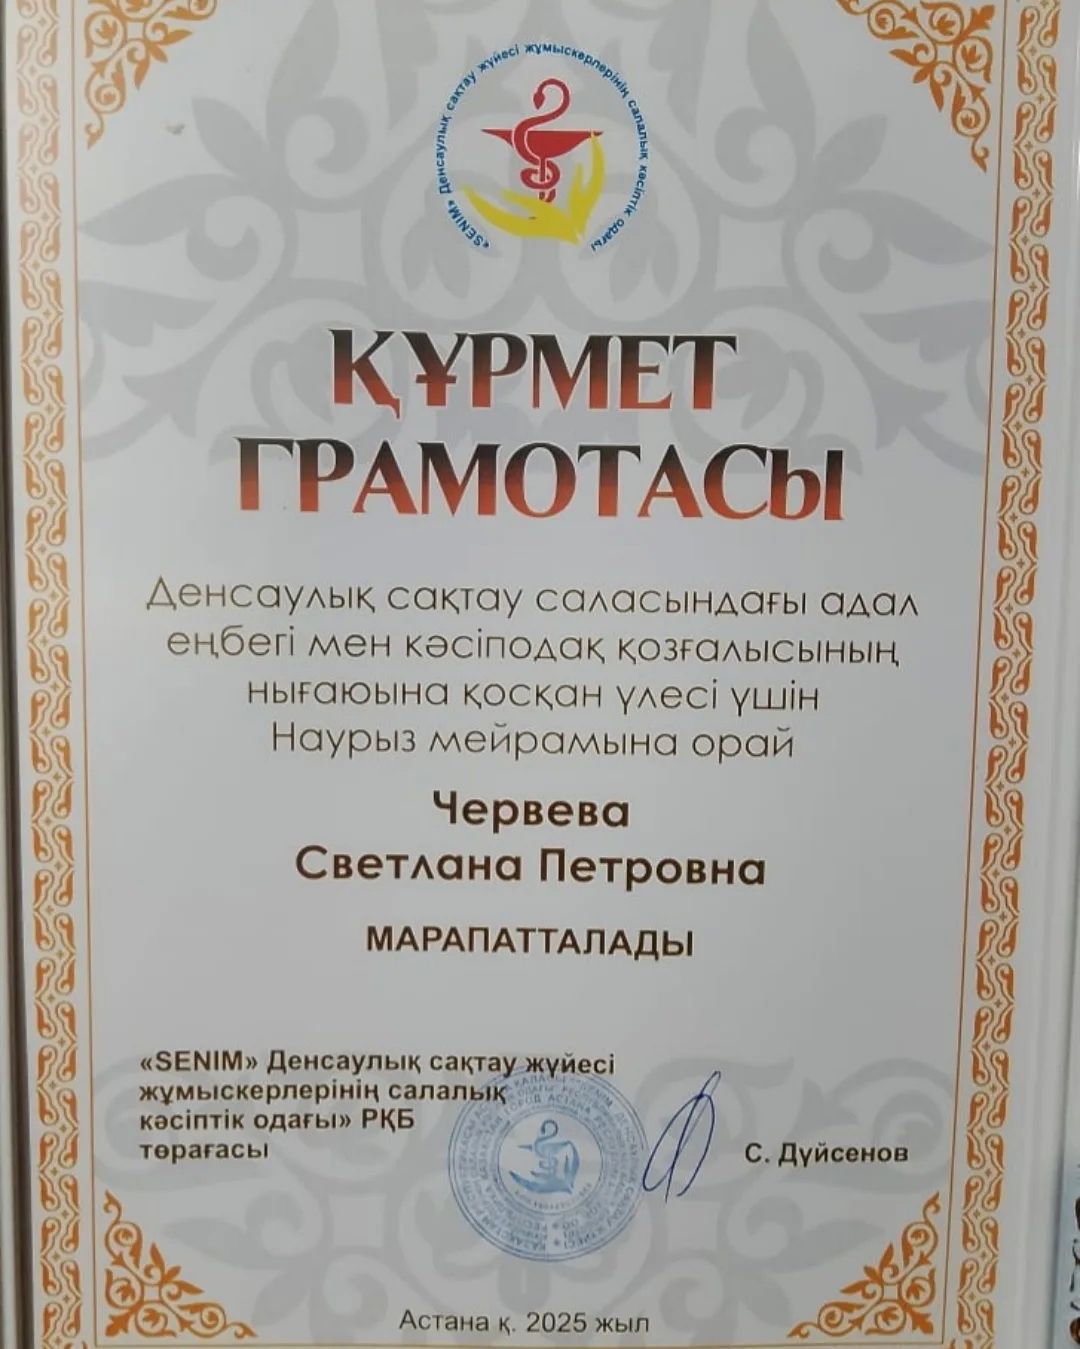 «SENIM» Денсаулық сақтау жүйесі жұмыскерлерінің салалық кәсіптік одағы
ҚҰРМЕТ
ГРАМОТАСЫ
Денсаулық сақтау саласындағы адал
еңбегі мен кәсіподақ қозғалысының
нығаюына қосқан үлесі үшін
Наурыз мейрамына орай
Червева
Светлана Петровна
МАРАПАТТАЛАДЫ
«SENIM» Денсаулық сақтау жүйесі
жұмыскерлерінің салалық
кәсіптік одағы» РҚБ
төрағасы
С. Дүйсенов
Астана қ. 2025 жыл